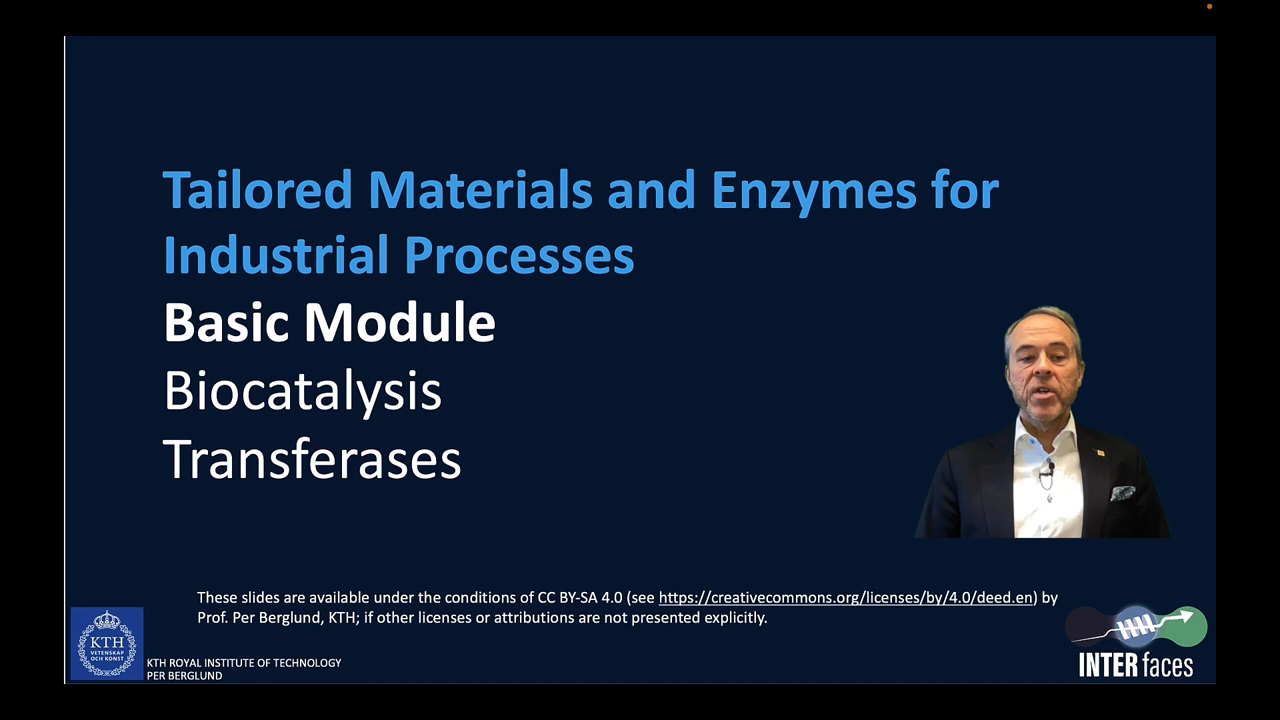 Tailored Materials and Enzymes for
Industrial Processes
Basic Module
Biocatalysis
Transferases
These slides are available under the conditions of CC BY-SA 4.0 (see https://creativecommons.org/licenses/by/4.0/deed.en) by
Prof. Per Berglund, KTH; if other licenses or attributions are not presented explicitly.
KTH
VETENSKAP
OCH KONST
KTH ROYAL INSTITUTE OF TECHNOLOGY
PER BERGLUND
INTERfaces